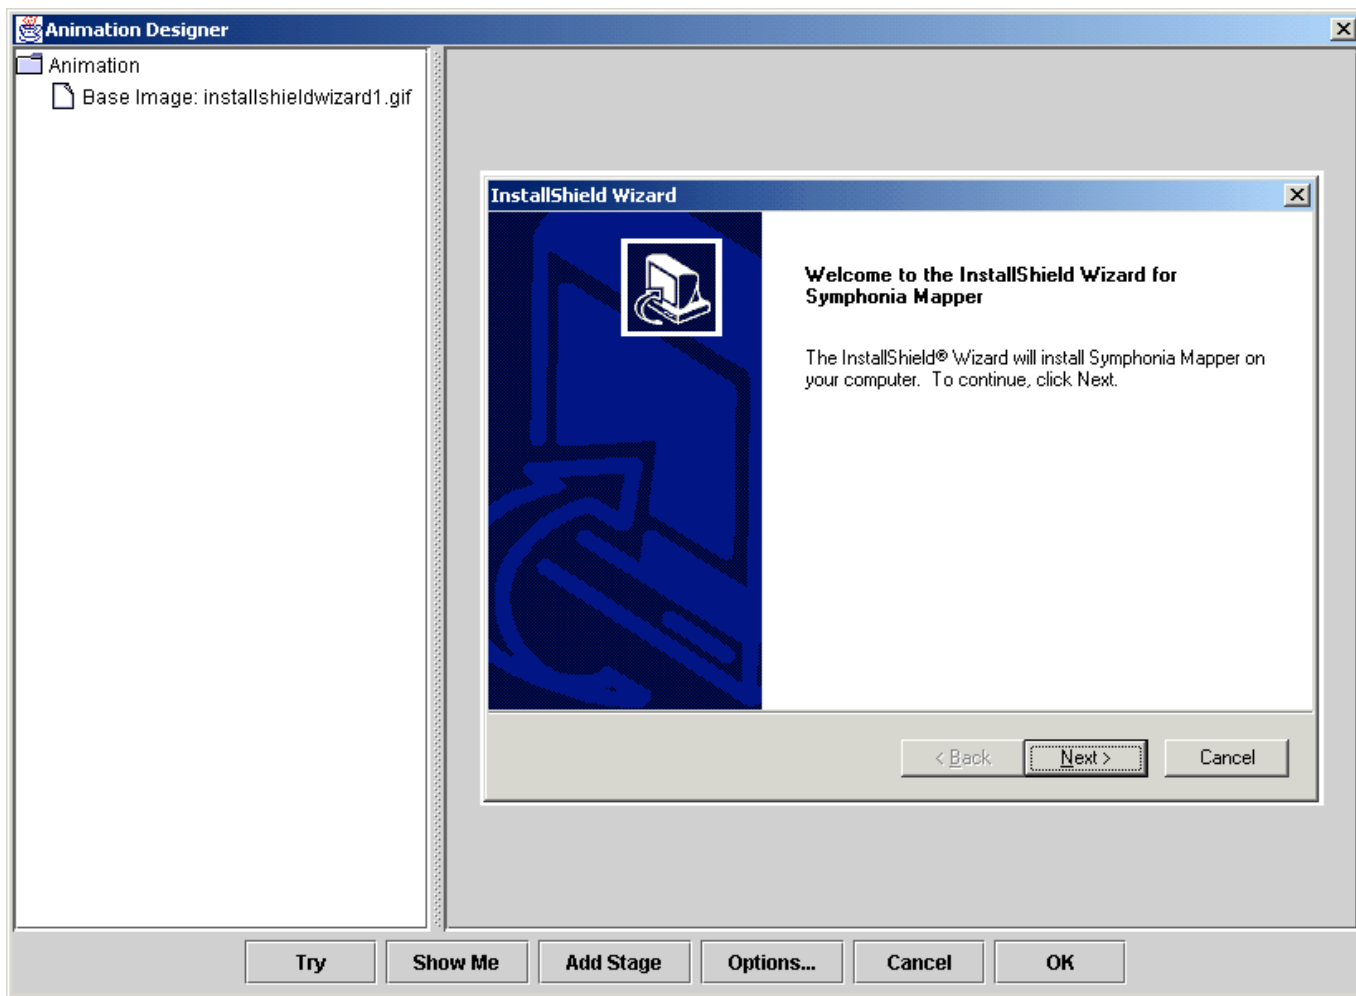 Animation Designer
Animation
Base Image: installshieldwizard1.gif
InstallShield Wizard
Welcome to the InstallShield Wizard for
Symphonia Mapper
The InstallShield® Wizard will install Symphonia Mapper on
your computer. To continue, click Next.
< Back
Next >
Cancel
Try
Show Me
Add Stage
Options...
Cancel
OK